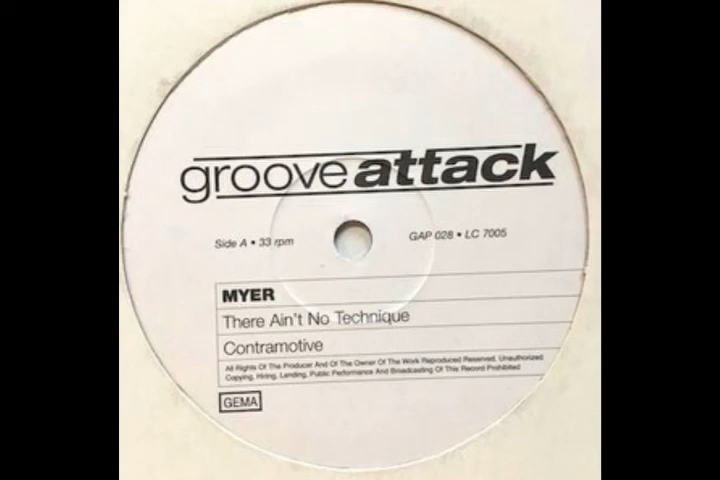 groove attack
Side A • 33 rpm
GAP 028 • LC 7005
MYER
There Ain't No Technique
Contramotive
All Rights Of The Producer And Of The Owner Of The Work Reproduced Reserved. Unauthorized
Copying, Hiring, Lending, Public Performance And Broadcasting Of This Record Prohibited
GEMA